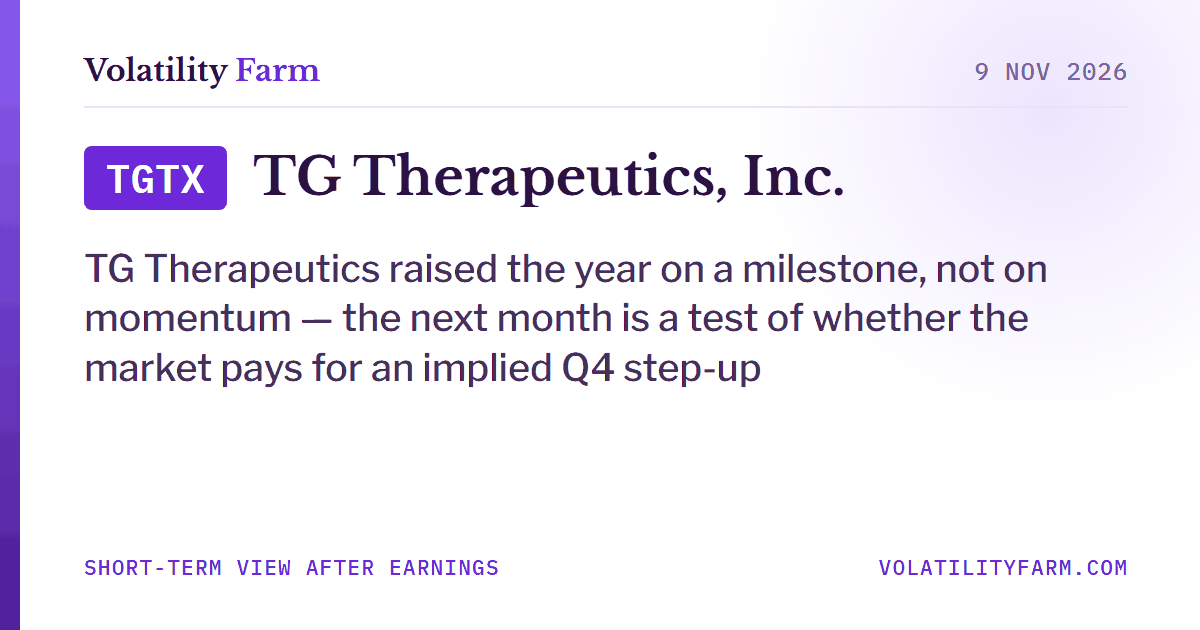 Volatility Farm
9 NOV 2026
TGTX
TG Therapeutics, Inc.
TG Therapeutics raised the year on a milestone, not on
momentum — the next month is a test of whether the
market pays for an implied Q4 step-up
SHORT-TERM VIEW AFTER EARNINGS
VOLATILITYFARM.COM